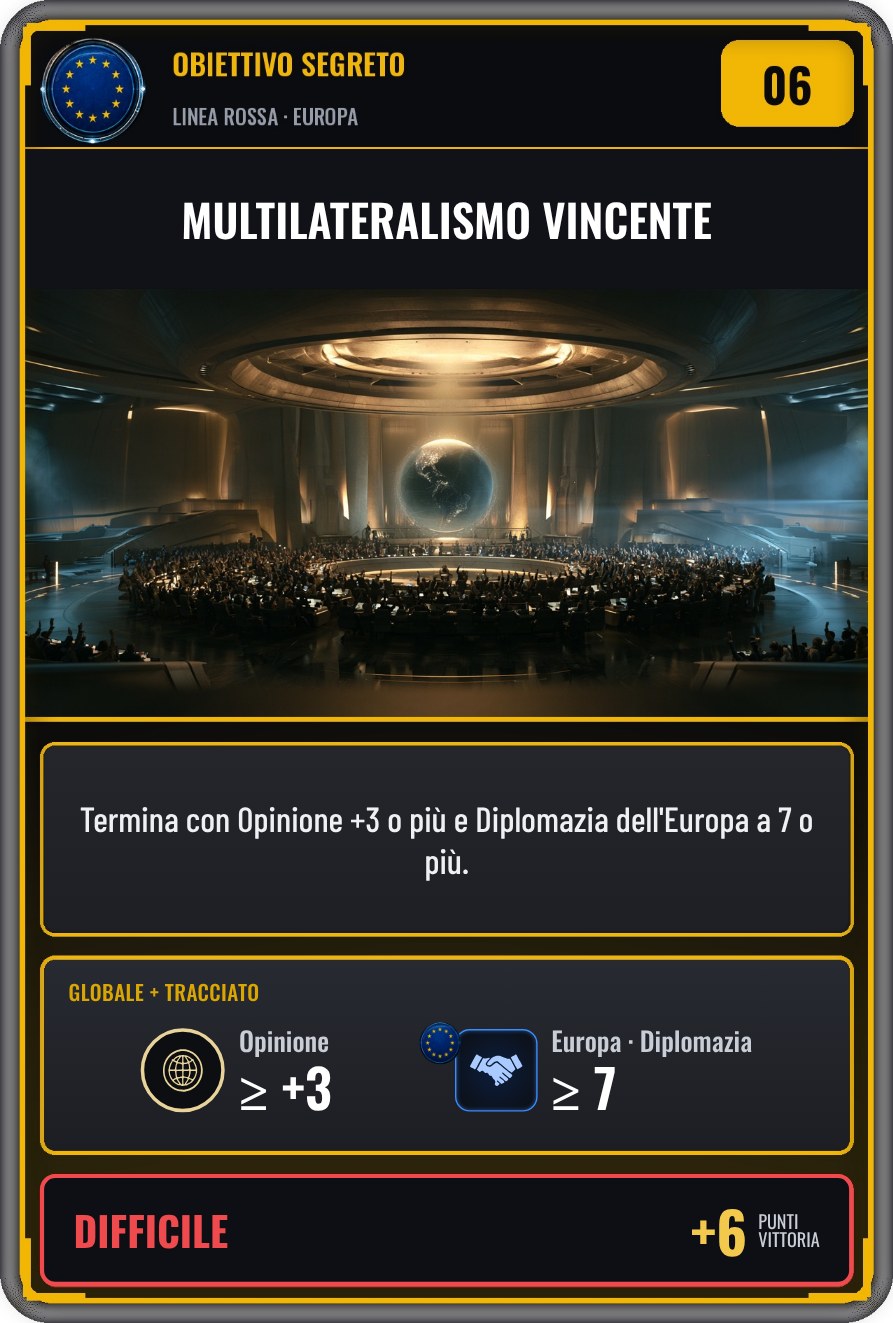 OBIETTIVO SEGRETO
06
LINEA ROSSA · EUROPA
MULTILATERALISMO VINCENTE
Termina con Opinione +3 o più e Diplomazia dell'Europa a 7 o
più.
GLOBALE + TRACCIATO
Opinione
≥ +3
Europa · Diplomazia
≥ 7
DIFFICILE
+6 PUNTI
VITTORIA